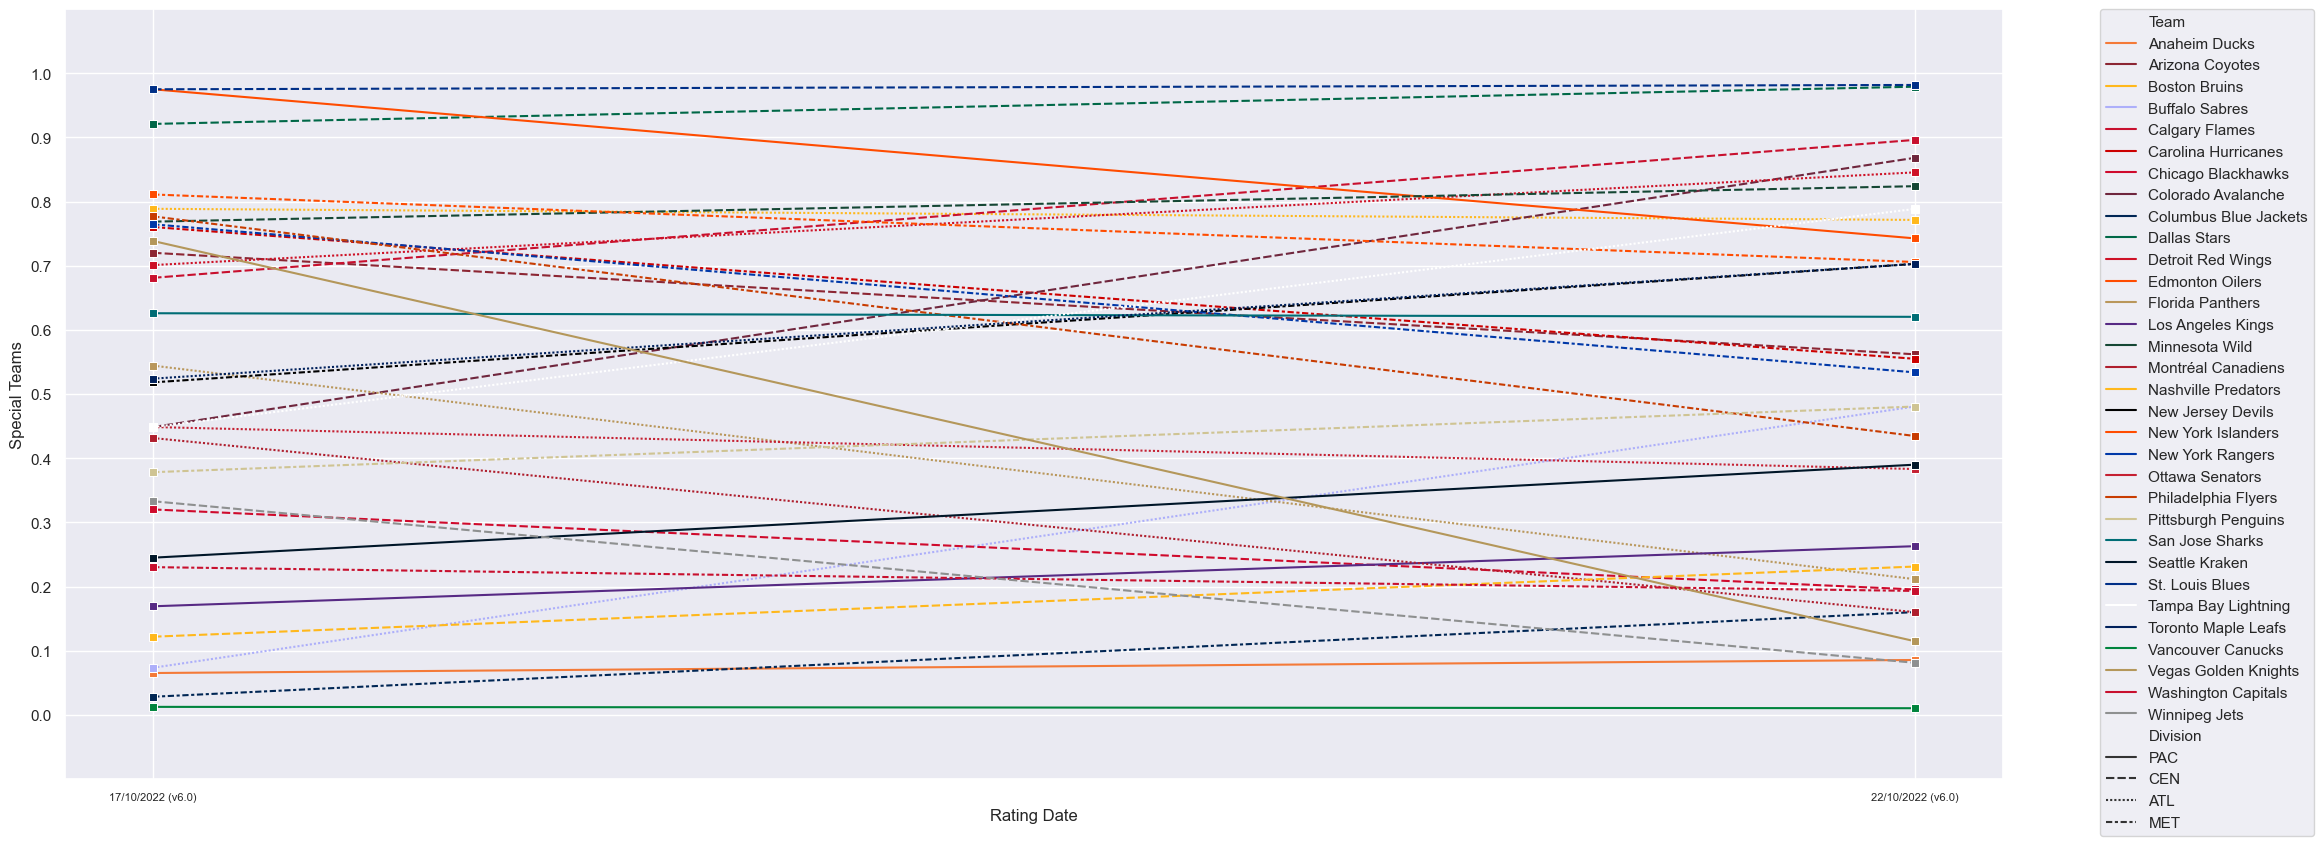 1.0
0.9
0.8
0.7
0.6
0.5
0.4
0.3
0.2
0.1
0.0
Special Teams
17/10/2022 (v6.0)
22/10/2022 (v6.0)
Rating Date
Team
Anaheim Ducks
Arizona Coyotes
Boston Bruins
Buffalo Sabres
Calgary Flames
Carolina Hurricanes
Chicago Blackhawks
Colorado Avalanche
Columbus Blue Jackets
Dallas Stars
Detroit Red Wings
Edmonton Oilers
Florida Panthers
Los Angeles Kings
Minnesota Wild
Montréal Canadiens
Nashville Predators
New Jersey Devils
New York Islanders
New York Rangers
Ottawa Senators
Philadelphia Flyers
Pittsburgh Penguins
San Jose Sharks
Seattle Kraken
St. Louis Blues
Tampa Bay Lightning
Toronto Maple Leafs
Vancouver Canucks
Vegas Golden Knights
Washington Capitals
Winnipeg Jets
Division
PAC
CEN
ATL
MET